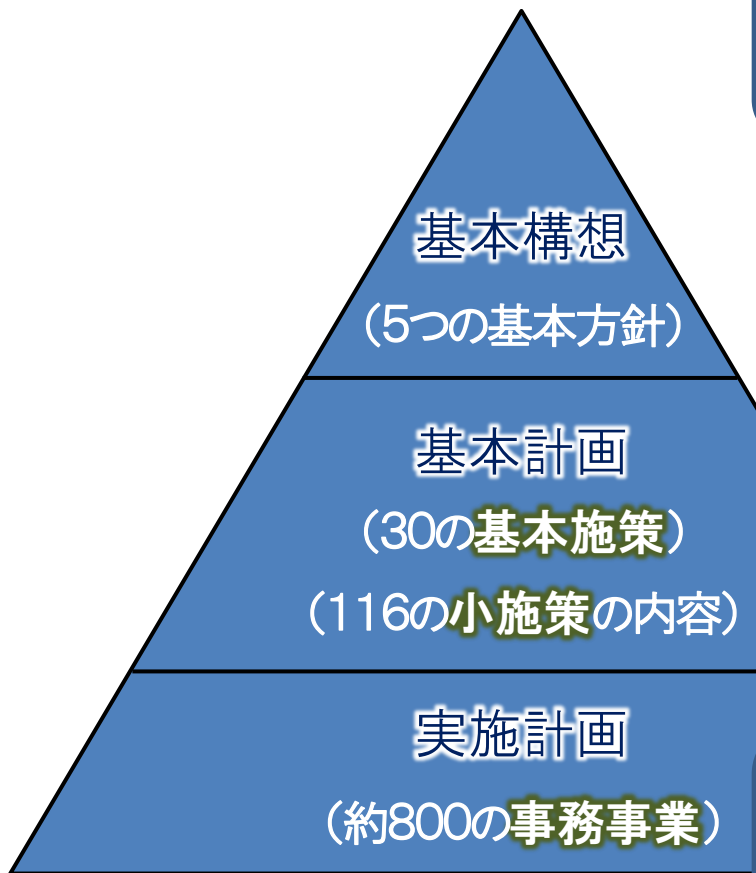 基本構想
（5つの基本方針）
基本計画
（30の基本施策）
（116の小施策の内容）
実施計画
（約800の事務事業）